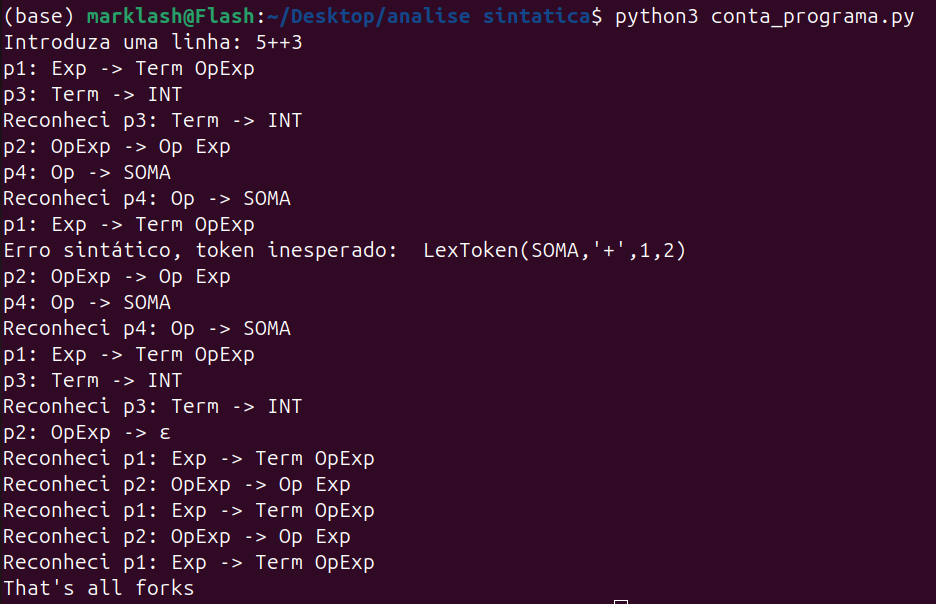 (base) marklash@Flash:~/Desktop/analise sintatica$ python3 conta_programa.py
Introduza uma linha: 5++3
p1: Exp -> Term OpExp
p3: Term -> INT
Reconheci p3: Term -> INT
p2: OpExp -> Op Exp
p4: Op -> SOMA
Reconheci p4: Op -> SOMA
p1: Exp -> Term OpExp
Erro sintático, token inesperado:  LexToken(SOMA,'+',1,2)
p2: OpExp -> Op Exp
p4: Op -> SOMA
Reconheci p4: Op -> SOMA
p1: Exp -> Term OpExp
p3: Term -> INT
Reconheci p3: Term -> INT
p2: OpExp -> ε
Reconheci p1: Exp -> Term OpExp
Reconheci p2: OpExp -> Op Exp
Reconheci p1: Exp -> Term OpExp
Reconheci p2: OpExp -> Op Exp
Reconheci p1: Exp -> Term OpExp
That's all forks